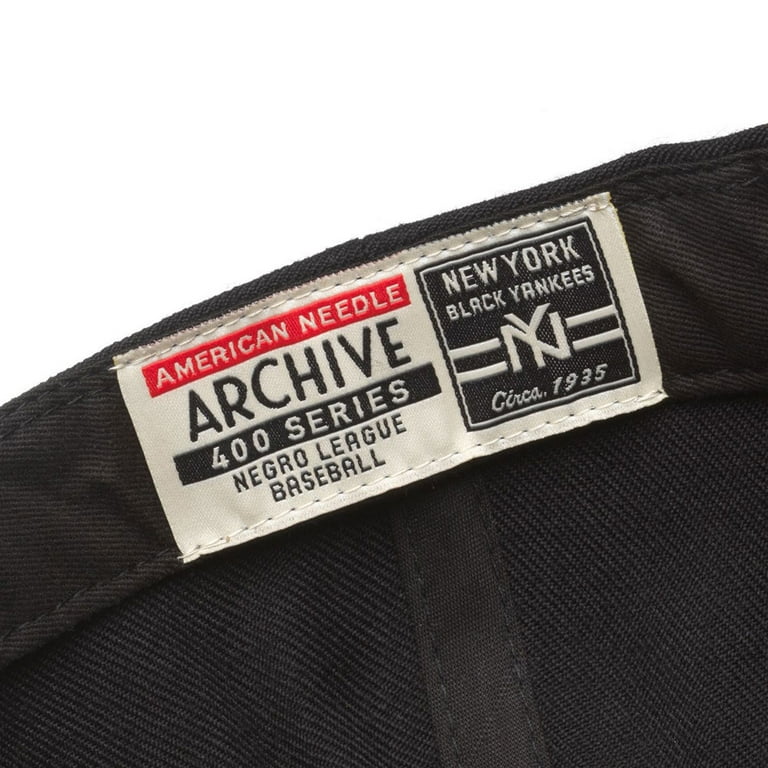 AMERICAN NEEDLE
ARCHIVE
400 SERIES
NEGRO LEAGUE
BASEBALL
NEW YORK
BLACK YANKEES
NY
Circa. 1935